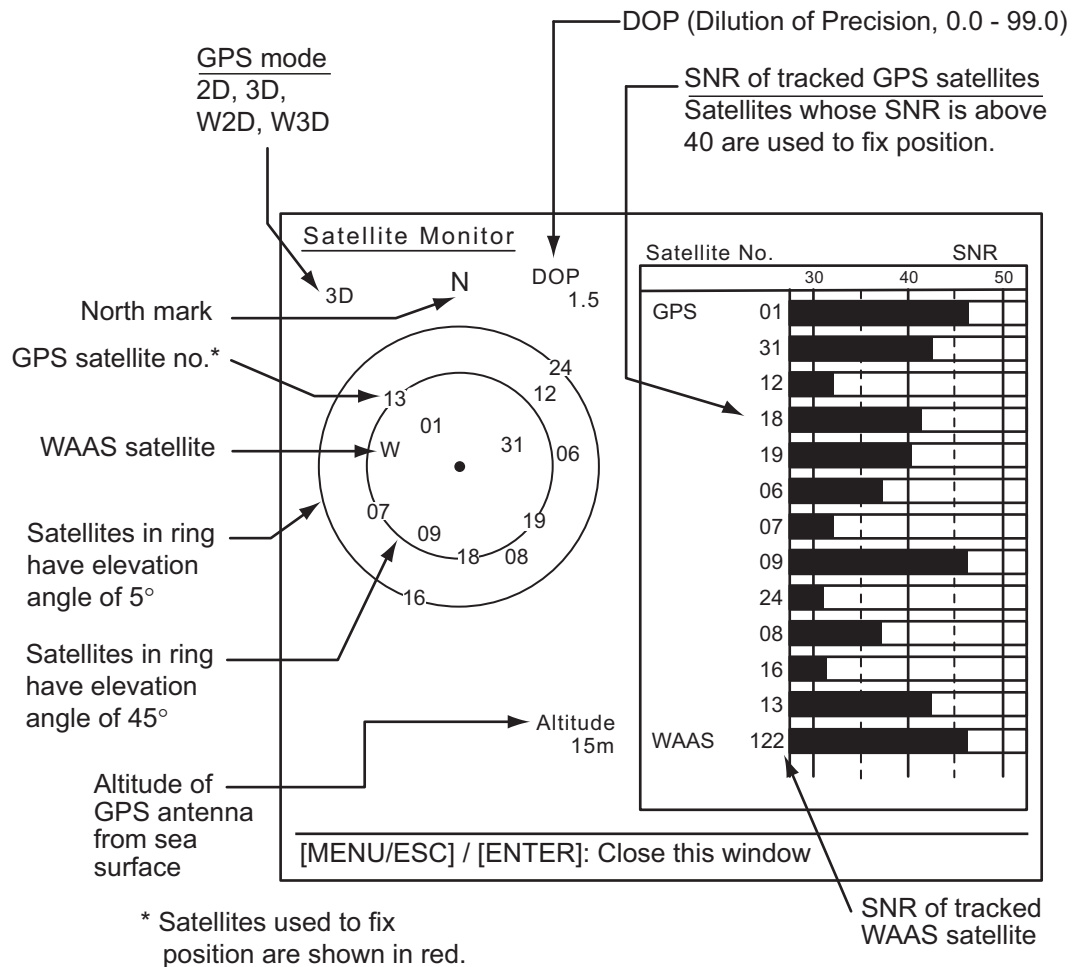 DOP (Dilution of Precision, 0.0 - 99.0)
GPS mode
2D, 3D,
W2D, W3D
SNR of tracked GPS satellites
Satellites whose SNR is above
40 are used to fix position.
Satellite Monitor
Satellite No. SNR
30 40 50
DOP
1.5
N
3D
North mark
GPS satellite no.*
WAAS satellite
Satellites in ring
have elevation
angle of 5°
Satellites in ring
have elevation
angle of 45°
Altitude of
GPS antenna
from sea
surface
24
13
12
01
W
31
06
07
19
09
18
08
16
Altitude
15m
GPS 01
31
12
18
19
06
07
09
24
08
16
13
WAAS 122
[MENU/ESC] / [ENTER]: Close this window
SNR of tracked
WAAS satellite
* Satellites used to fix
position are shown in red.